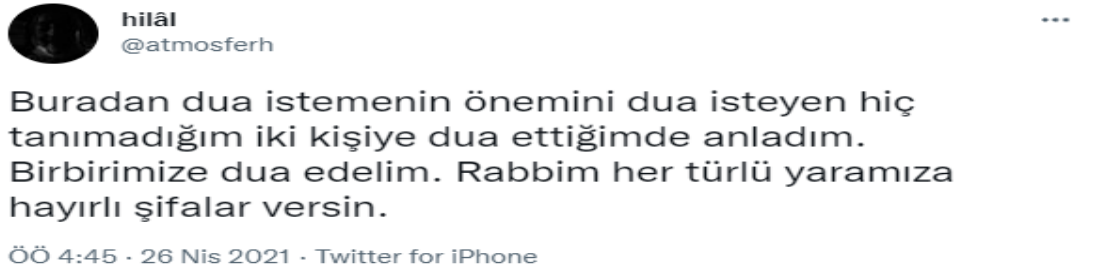 hilâl
@atmosferh
Buradan dua istemenin önemini dua isteyen hiç
tanımadığım iki kişiye dua ettiğimde anladım.
Birbirimize dua edelim. Rabbim her türlü yaramıza
hayırlı şifalar versin.
ÖÖ 4:45 · 26 Nis 2021 · Twitter for iPhone